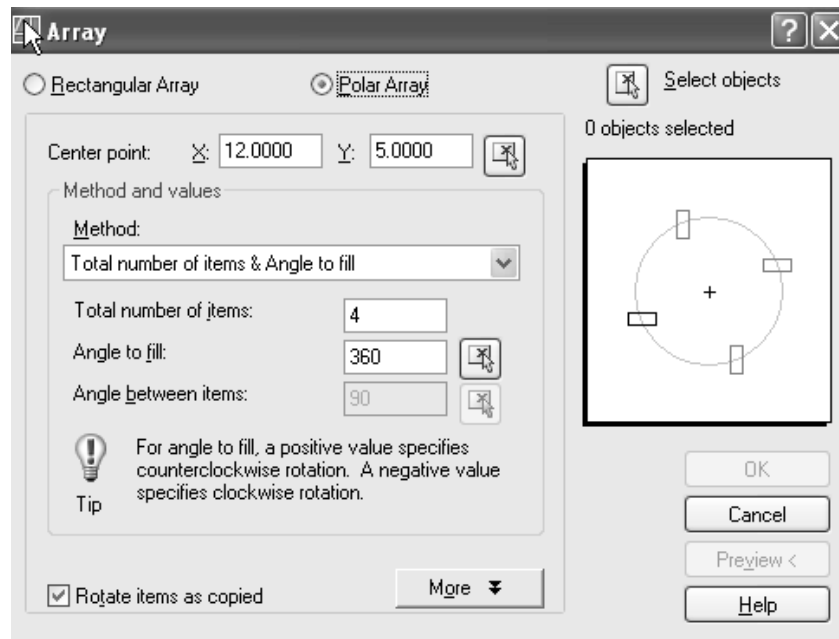 Array
Rectangular Array
Polar Array
Select objects
0 objects selected
Center point: X: 12.0000 Y: 5.0000
Method and values
Method:
Total number of items & Angle to fill
Total number of items: 4
Angle to fill: 360
Angle between items: 90
For angle to fill, a positive value specifies
counterclockwise rotation. A negative value
specifies clockwise rotation.
Tip
Rotate items as copied
More
OK
Cancel
Preview <
Help